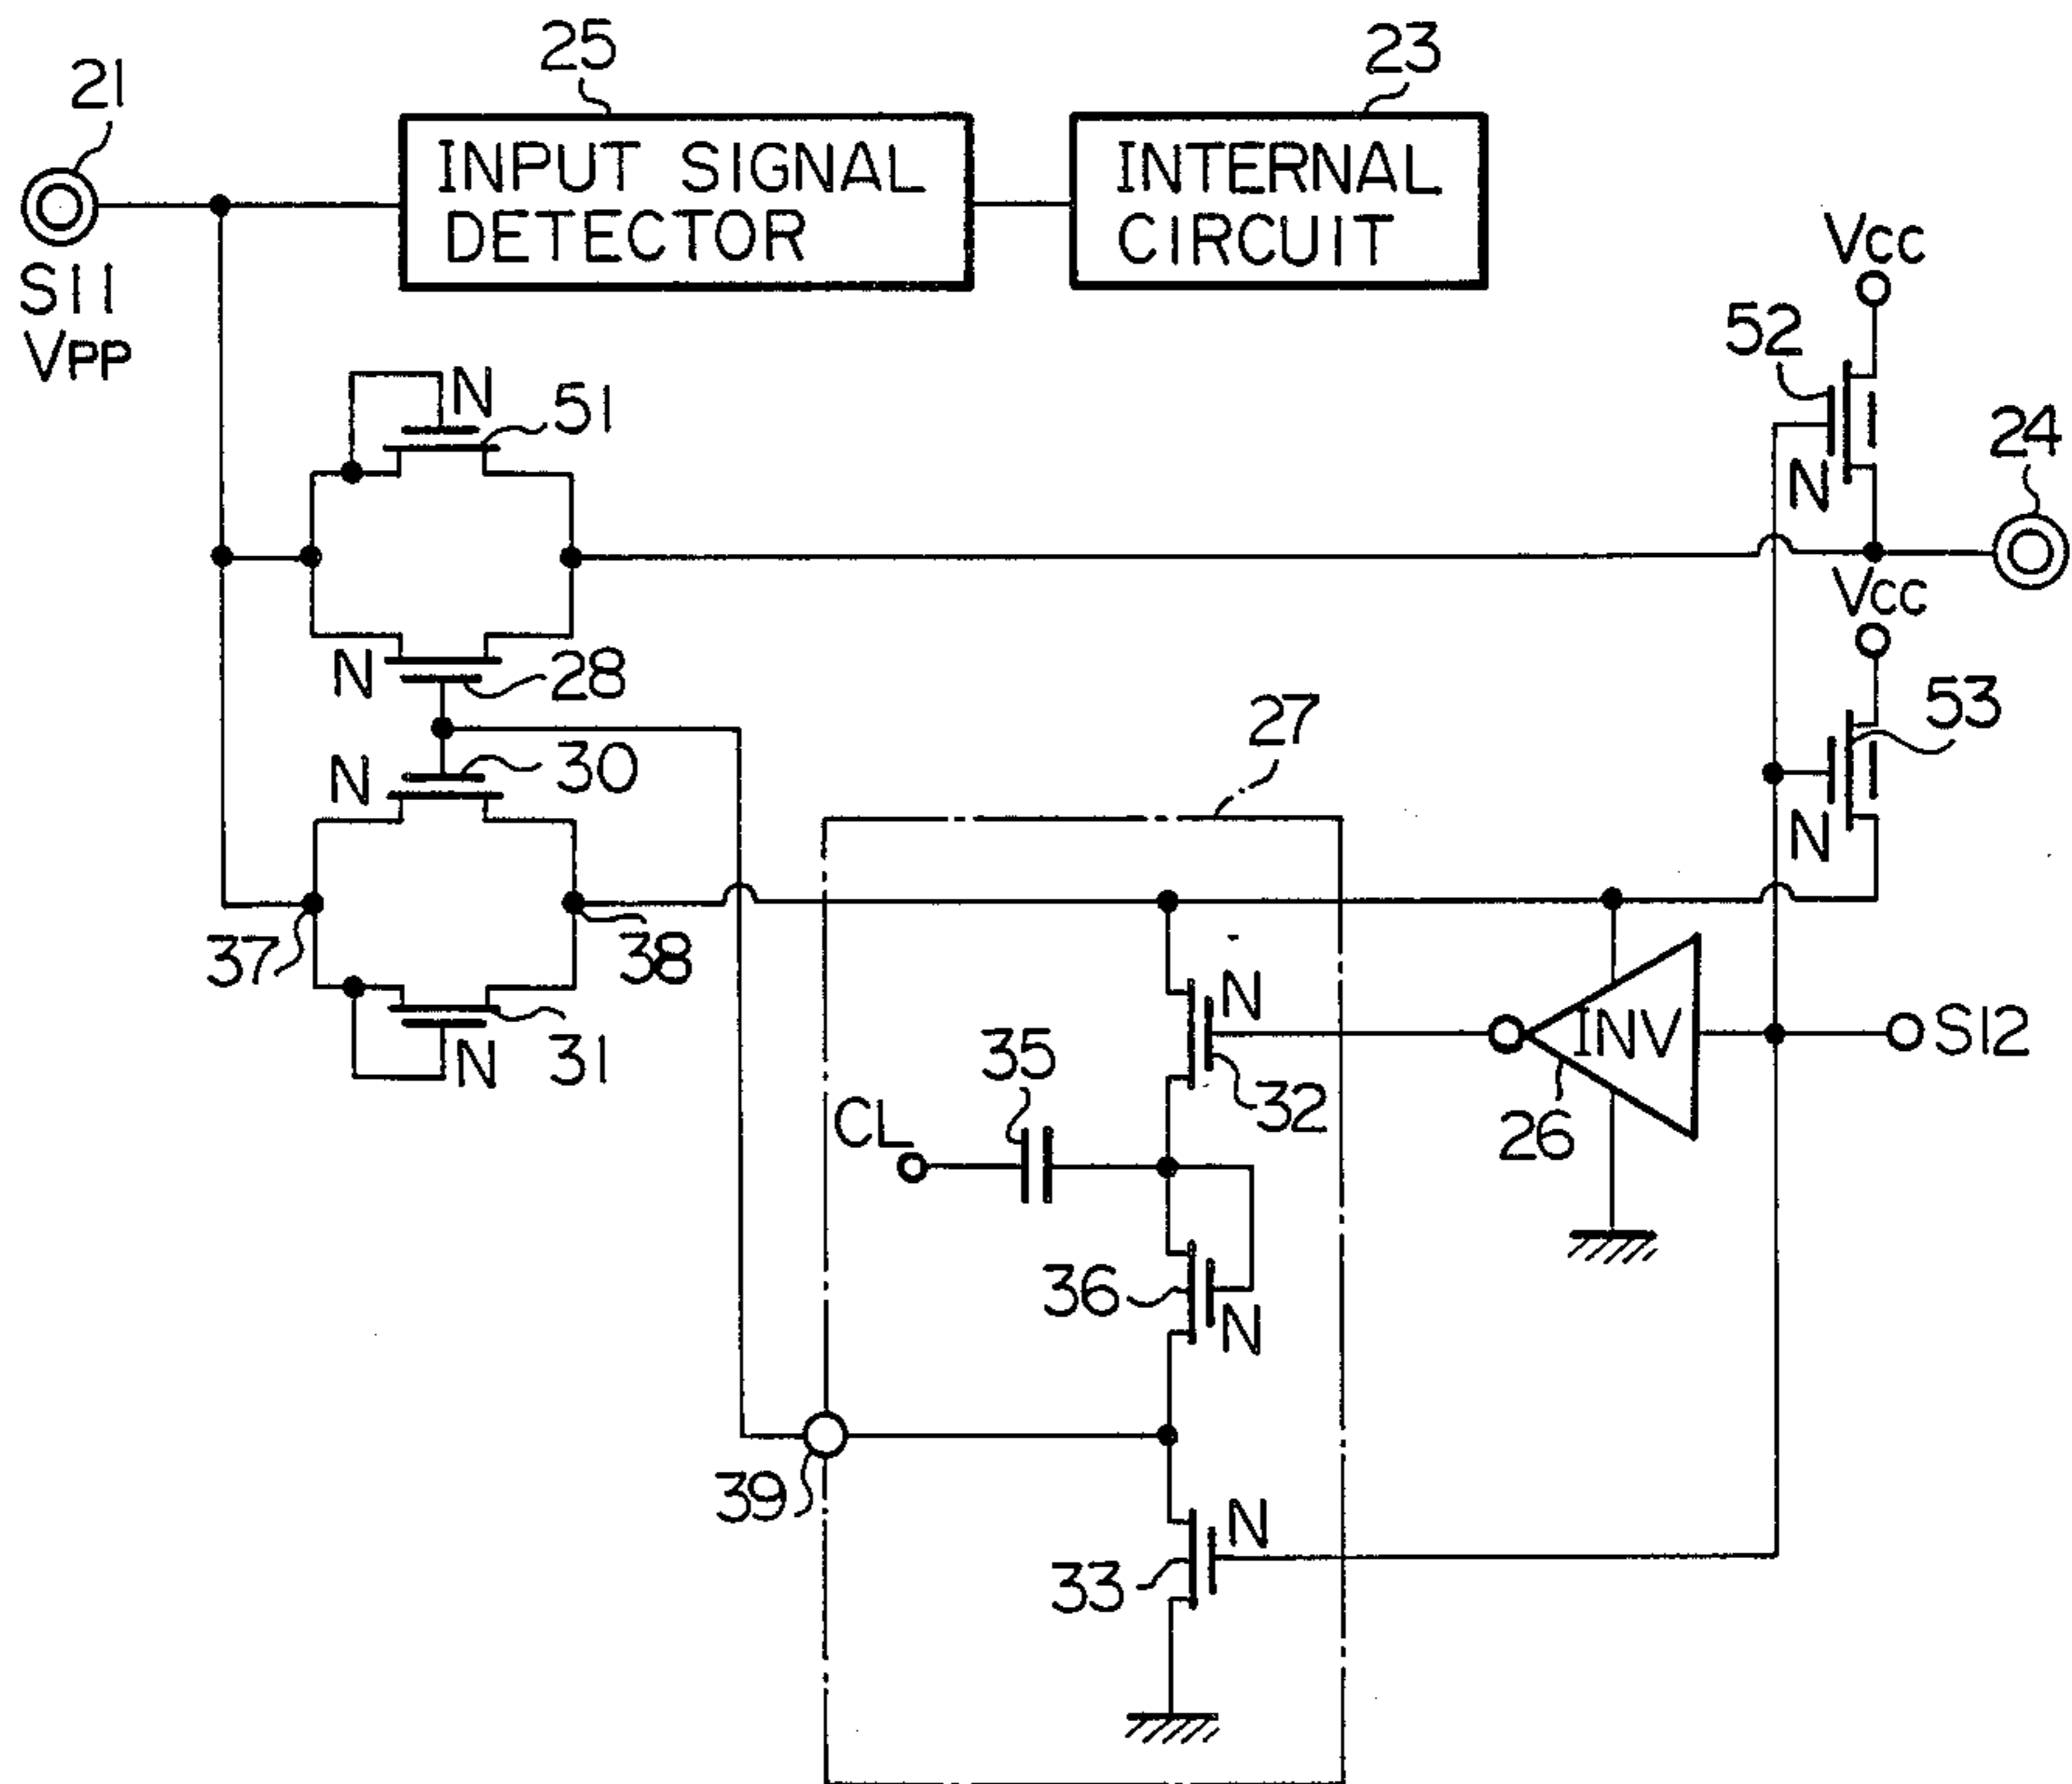 25
23
21
INPUT SIGNAL
DETECTOR
INTERNAL
CIRCUIT
S11
VPP
VCC
52
N
51
24
N
VCC
N
28
27
53
N
30
N
37
38
N
N
31
35
32
INV
S12
26
CL
36
N
39
N
33